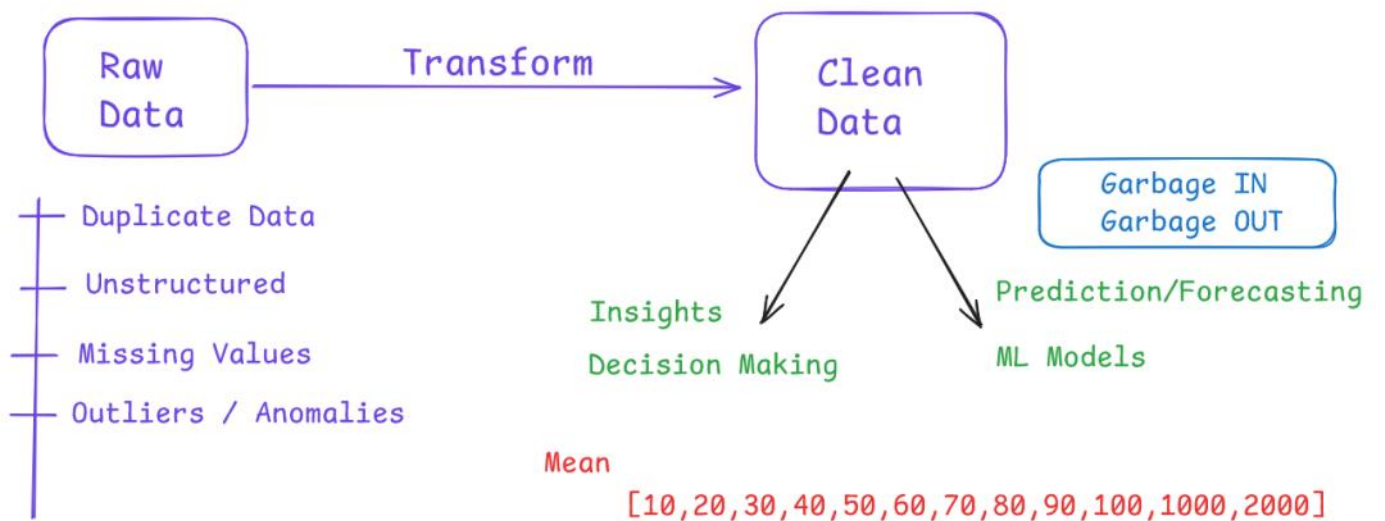 Raw
Data
Transform
Clean
Data
Garbage IN
Garbage OUT
Duplicate Data
Unstructured
Missing Values
Outliers / Anomalies
Insights
Decision Making
Prediction/Forecasting
ML Models
Mean
[10,20,30,40,50,60,70,80,90,100,1000,2000]